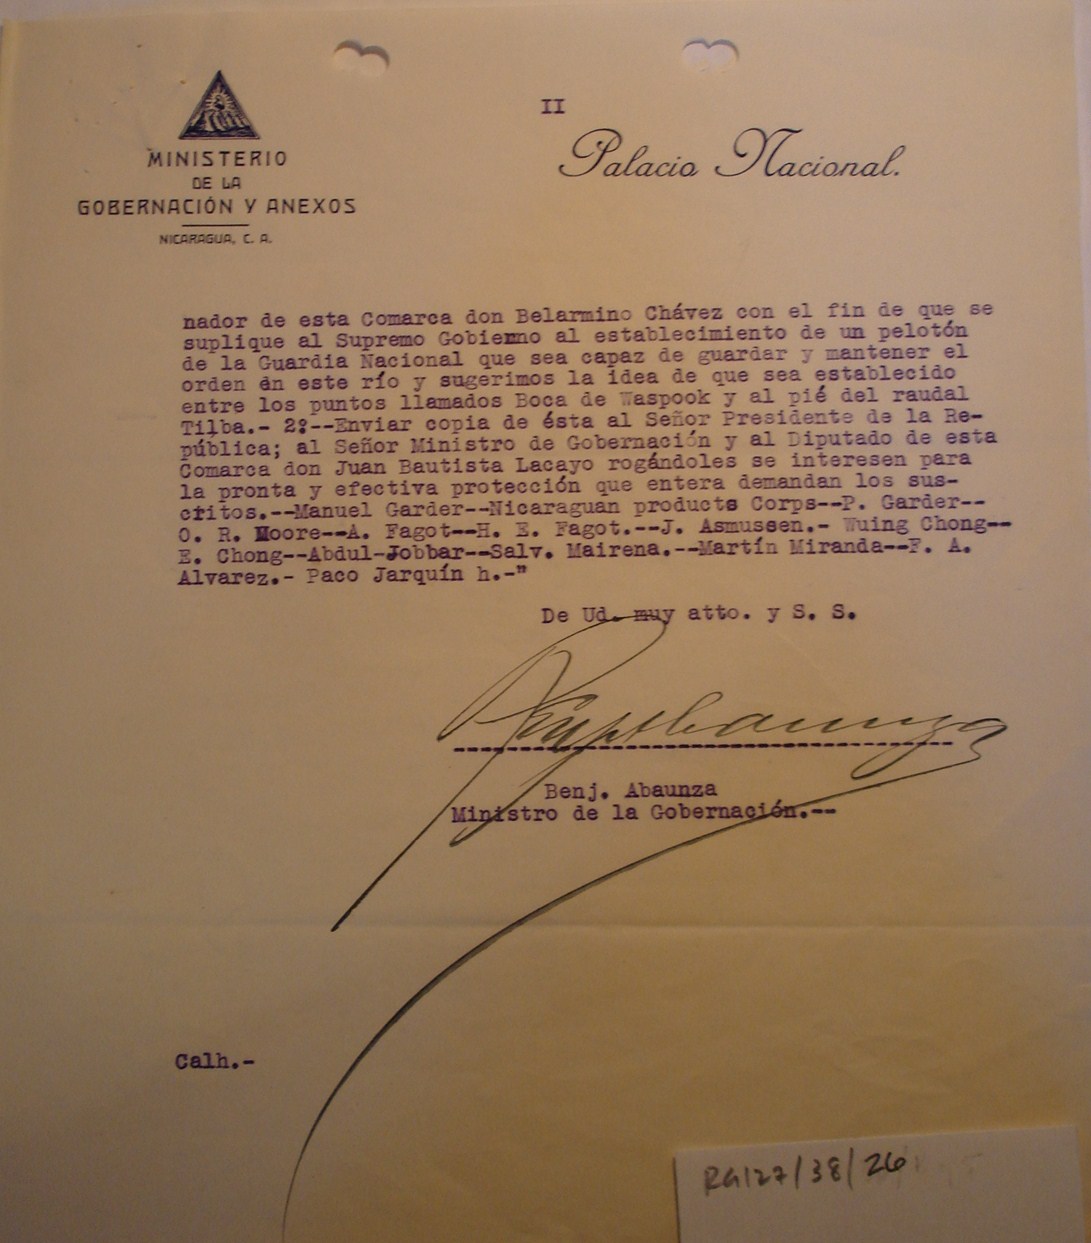 MINISTERIO
DE LA
GOBERNACIÓN Y ANEXOS
NICARAGUA, C. A.
II
Palacio Nacional.
nador de esta Comarca don Belarmino Chávez con el fin de que se
suplique al Supremo Gobierno al establecimiento de un pelotón
de la Guardia Nacional que sea capaz de guardar y mantener el
orden en este río y sugerimos la idea de que sea establecido
entre los puntos llamados Boca de Waspook y al pié del raudal
Tilba.- 2º--Enviar copia de ésta al Señor Presidente de la Re-
pública; al Señor Ministro de Gobernación y al Diputado de esta
Comarca don Juan Bautista Lacayo rogándoles se interesen para
la pronta y efectiva protección que entera demandan los sus-
critos.--Manuel Garder--Nicaraguan products Corps--P. Garder--
O. R. Moore--A. Fagot--H. E. Fagot.--J. Asmussen.- Wuing Chong--
E. Chong--Abdul-Jobbar--Salv. Mairena.--Martín Miranda--F. A.
Alvarez.- Paco Jarquín h.-"
De Ud. muy atto. y S. S.
Benj Abaunza
Benj. Abaunza
Ministro de la Gobernación.--
Calh.-
RG127/38/26